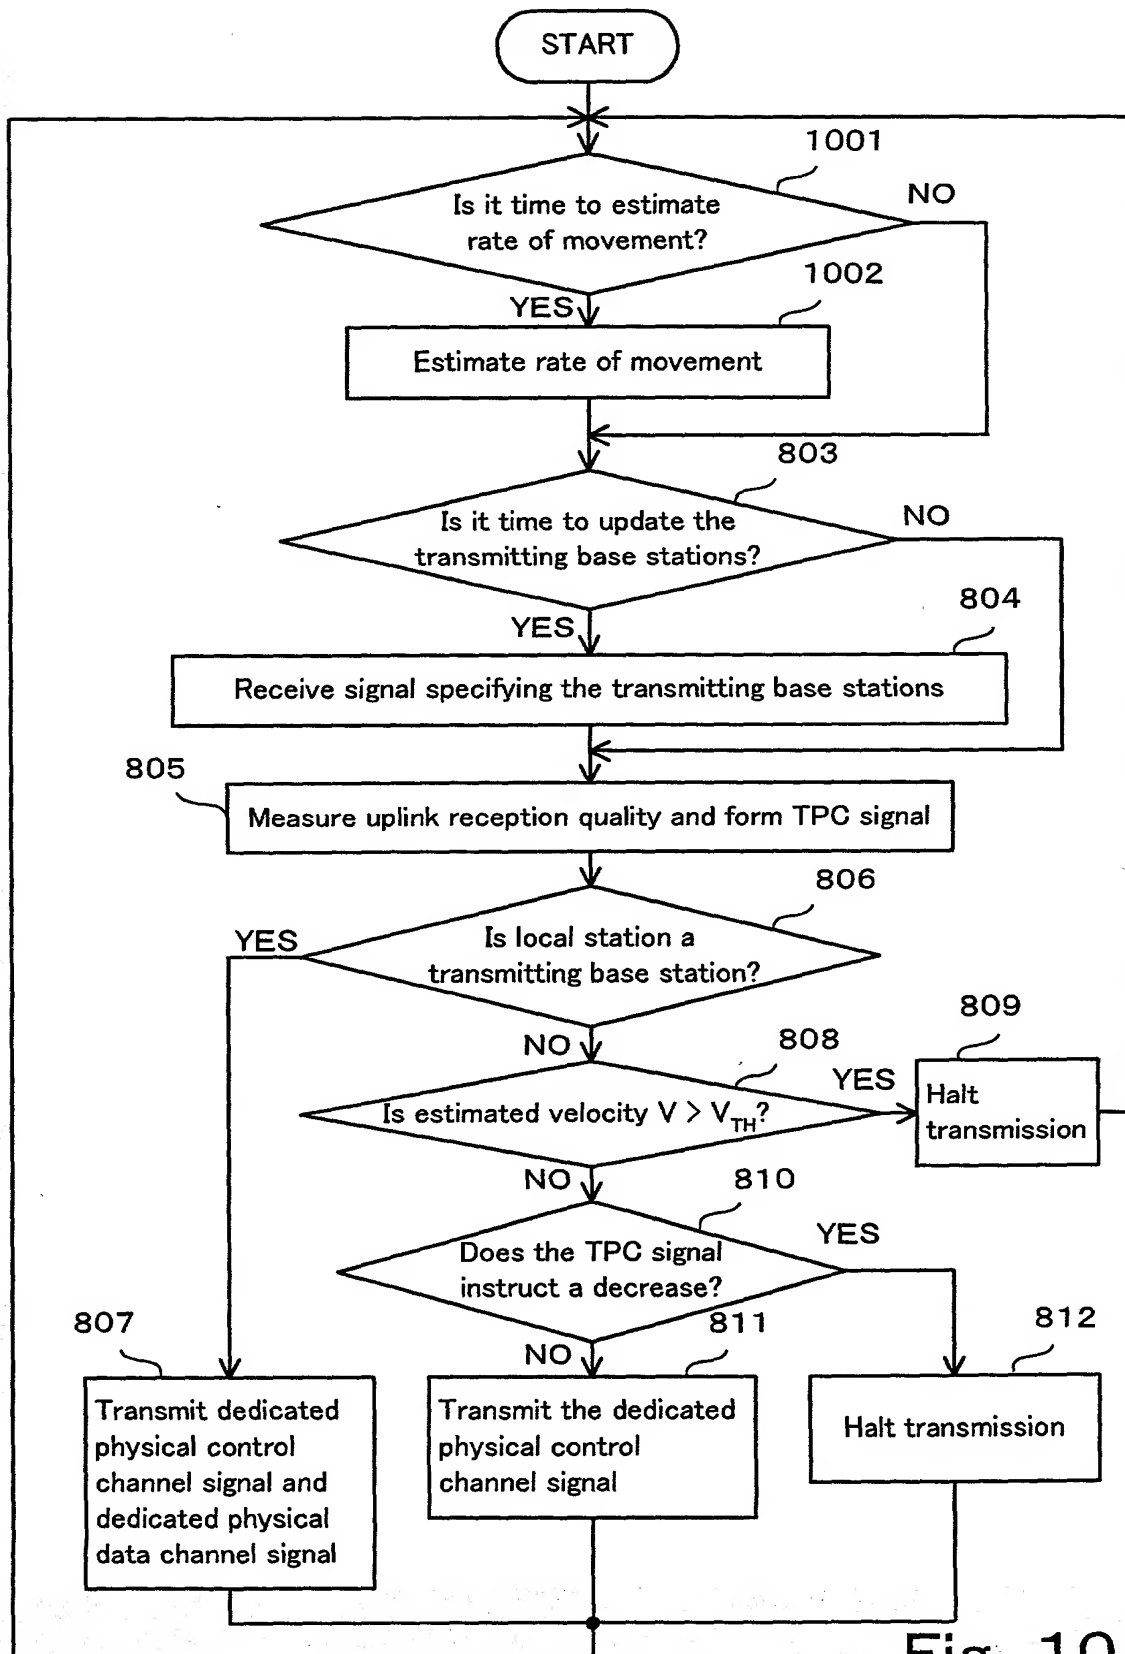 START
1001
Is it time to estimate
rate of movement?
NO
YES
1002
Estimate rate of movement
803
Is it time to update the
transmitting base stations?
NO
YES
804
Receive signal specifying the transmitting base stations
805
Measure uplink reception quality and form TPC signal
806
Is local station a
transmitting base station?
YES
NO
808
Is estimated velocity V > VTH?
YES
809
Halt
transmission
NO
810
Does the TPC signal
instruct a decrease?
YES
NO
807
Transmit dedicated
physical control
channel signal and
dedicated physical
data channel signal
811
Transmit the dedicated
physical control
channel signal
812
Halt transmission
Fig. 10